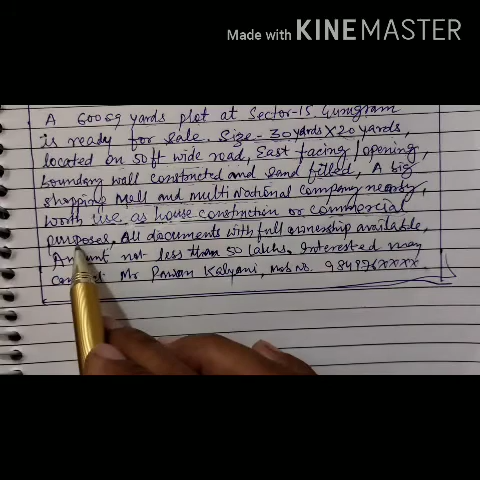 Made with KINEMASTER
A 600 sq yards plot at Sector-15 Gurugram
is ready for sale. Size - 30 yards X 20 yards,
located on 50 ft wide road, East facing / opening,
boundary wall constructed and land filled, A big
shopping mall and multi National company nearby,
worth use as house construction or commercial
purposes, All documents with full ownership available,
Amount not less than 50 Lakhs. Interested may
Mr Pawan Kalyani, mob no. 984976XXXX